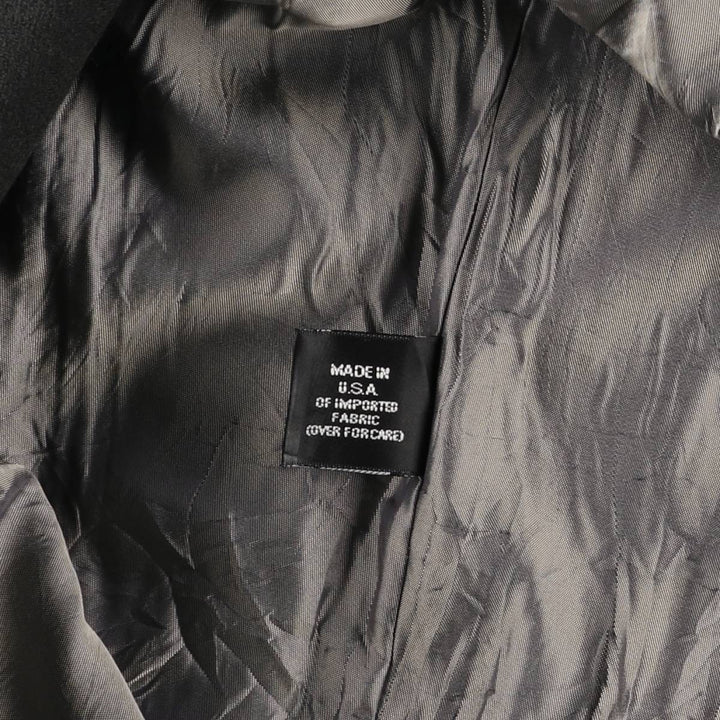 MADE IN
U.S.A.
OF IMPORTED
FABRIC
(OVER FOR CARE)